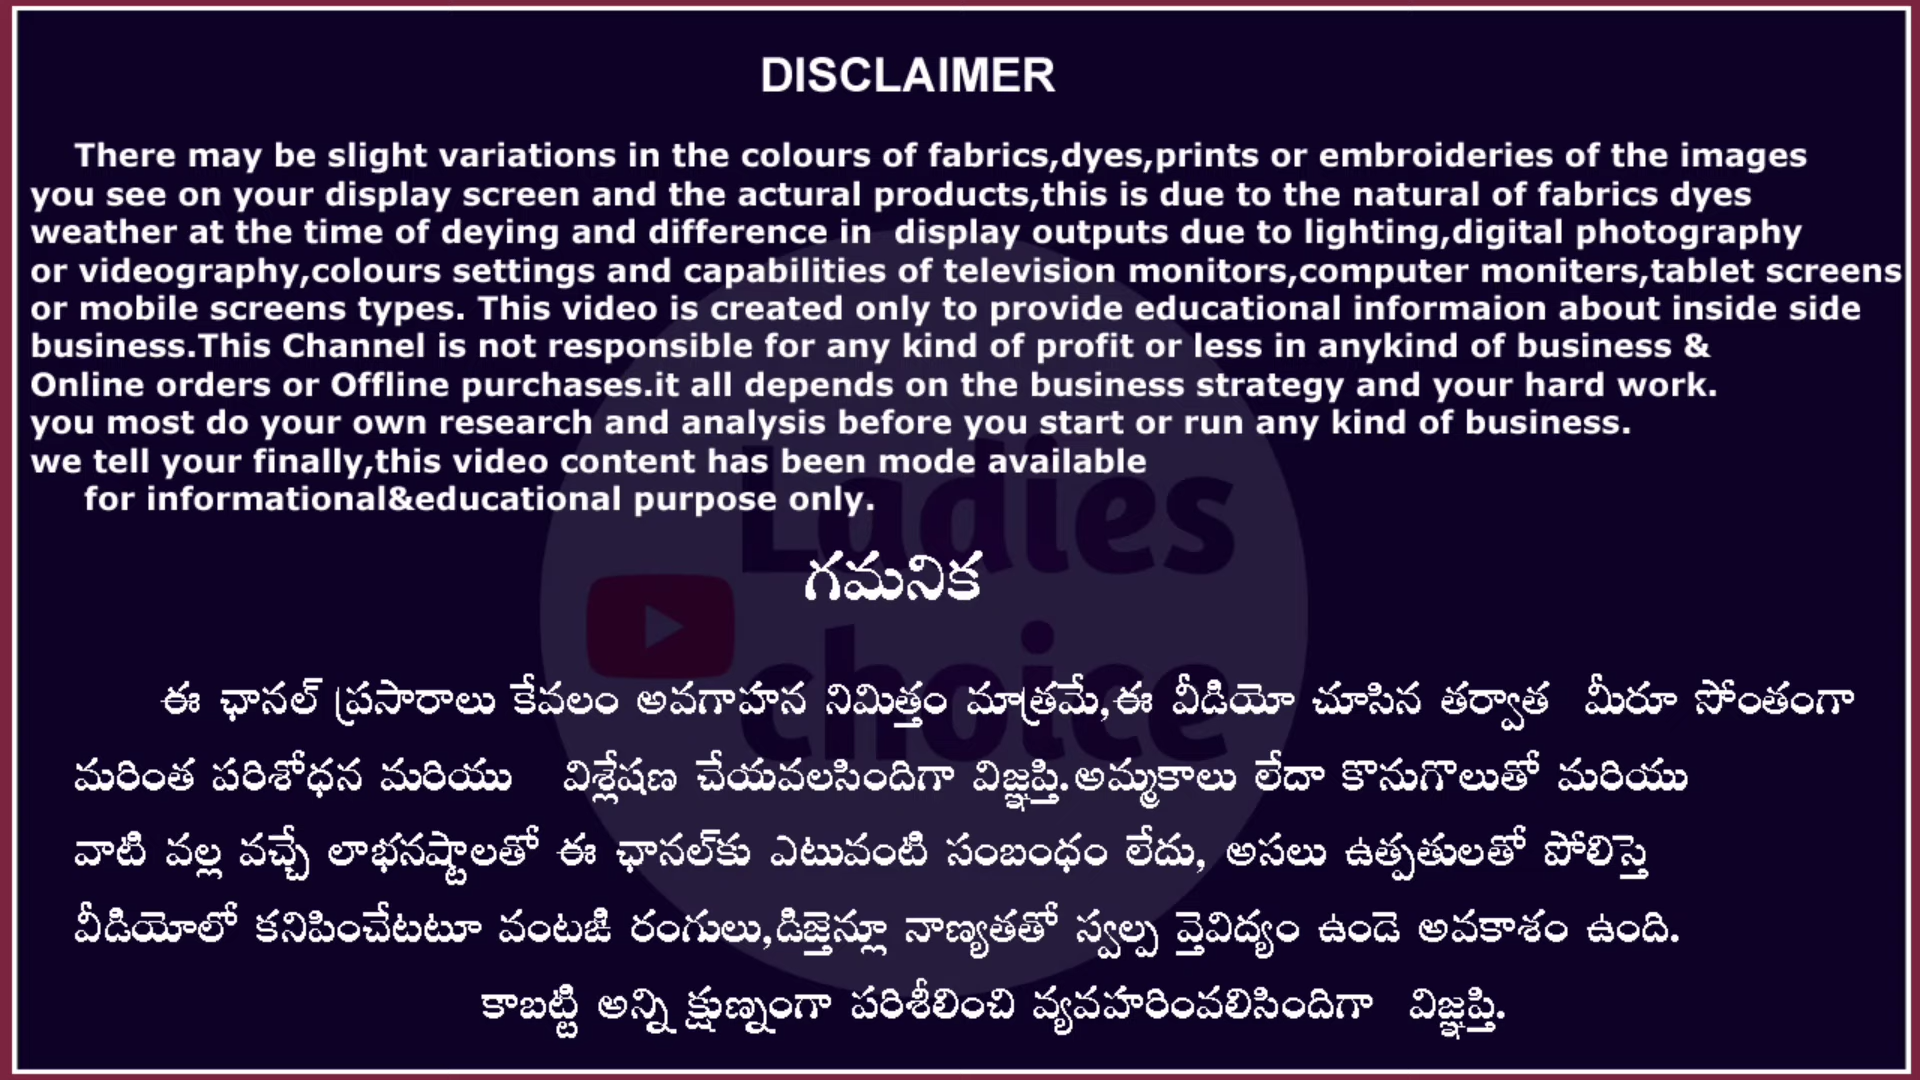 DISCLAIMER
There may be slight variations in the colours of fabrics,dyes,prints or embroideries of the images
you see on your display screen and the actural products,this is due to the natural of fabrics dyes
weather at the time of deying and difference in display outputs due to lighting,digital photography
or videography,colours settings and capabilities of television monitors,computer moniters,tablet screens
or mobile screens types. This video is created only to provide educational informaion about inside side
business.This Channel is not responsible for any kind of profit or less in anykind of business &
Online orders or Offline purchases.it all depends on the business strategy and your hard work.
you most do your own research and analysis before you start or run any kind of business.
we tell your finally,this video content has been mode available
for informational&educational purpose only.
Ladies
గమనిక
choice
ఈ ఛానల్ ప్రసారాలు కేవలం అవగాహన నిమిత్తం మాత్రమే,ఈ వీడియో చూసిన తర్వాత మీరూ సోంతంగా
మరింత పరిశోధన మరియు విశ్లేషణ చేయవలసిందిగా విజ్ఞప్తి.అమ్మకాలు లేదా కొనుగొలుతో మరియు
వాటి వల్ల వచ్చే లాభనష్టాలతో ఈ ఛానల్‌కు ఎటువంటి సంబంధం లేదు, అసలు ఉత్పతులతో పోలిస్తె
వీడియోలో కనిపించేటటూ వంటఙి రంగులు,డిజైన్లూ నాణ్యతతో స్వల్ప వైవిద్యం ఉండె అవకాశం ఉంది.
కాబట్టి అన్ని క్షుణ్నంగా పరిశీలించి వ్యవహరింవలిసిందిగా విజ్ఞప్తి.